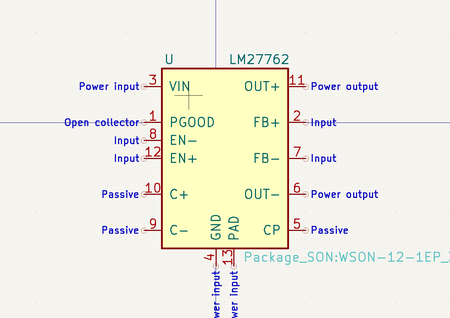 U LM27762
Power input 3 VIN OUT+ 11 Power output
Open collector 1 PGOOD FB+ 2 Input
Input 8 EN-
Input 12 EN+ FB- 7 Input
Passive 10 C+ OUT- 6 Power output
Passive 9 C- CP 5 Passive
GND PAD
4 13
Package_SON:WSON-12-1EP_
wer input
wer input